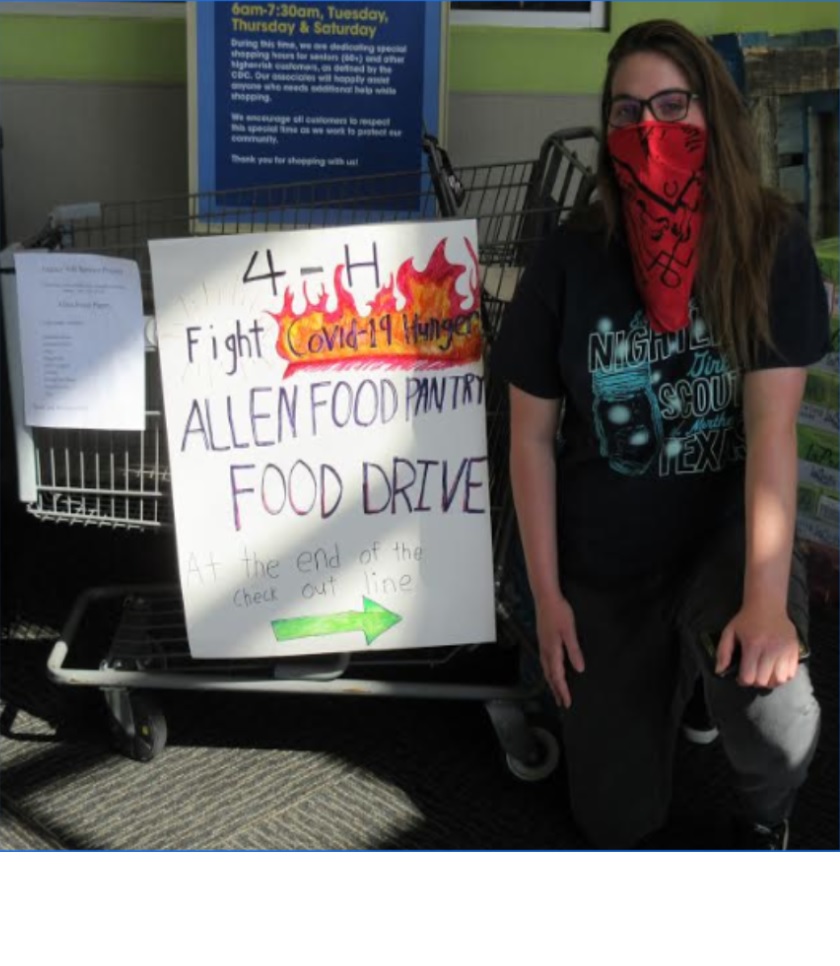 6am-7:30am, Tuesday,
Thursday & Saturday
During this time, we are dedicating special
shopping hours for seniors (60+) and other
higher-risk customers, as defined by the
CDC. Our associates will happily assist
anyone who needs additional help while
shopping.
We encourage all customers to respect
this special time as we work to protect our
community.
Thank you for shopping with us!
4-H
Fight Covid-19 Hunger
ALLEN FOOD PANTRY
FOOD DRIVE
At the end of the
check out line
NIGHT
Girl
SCOUT
TEXAS